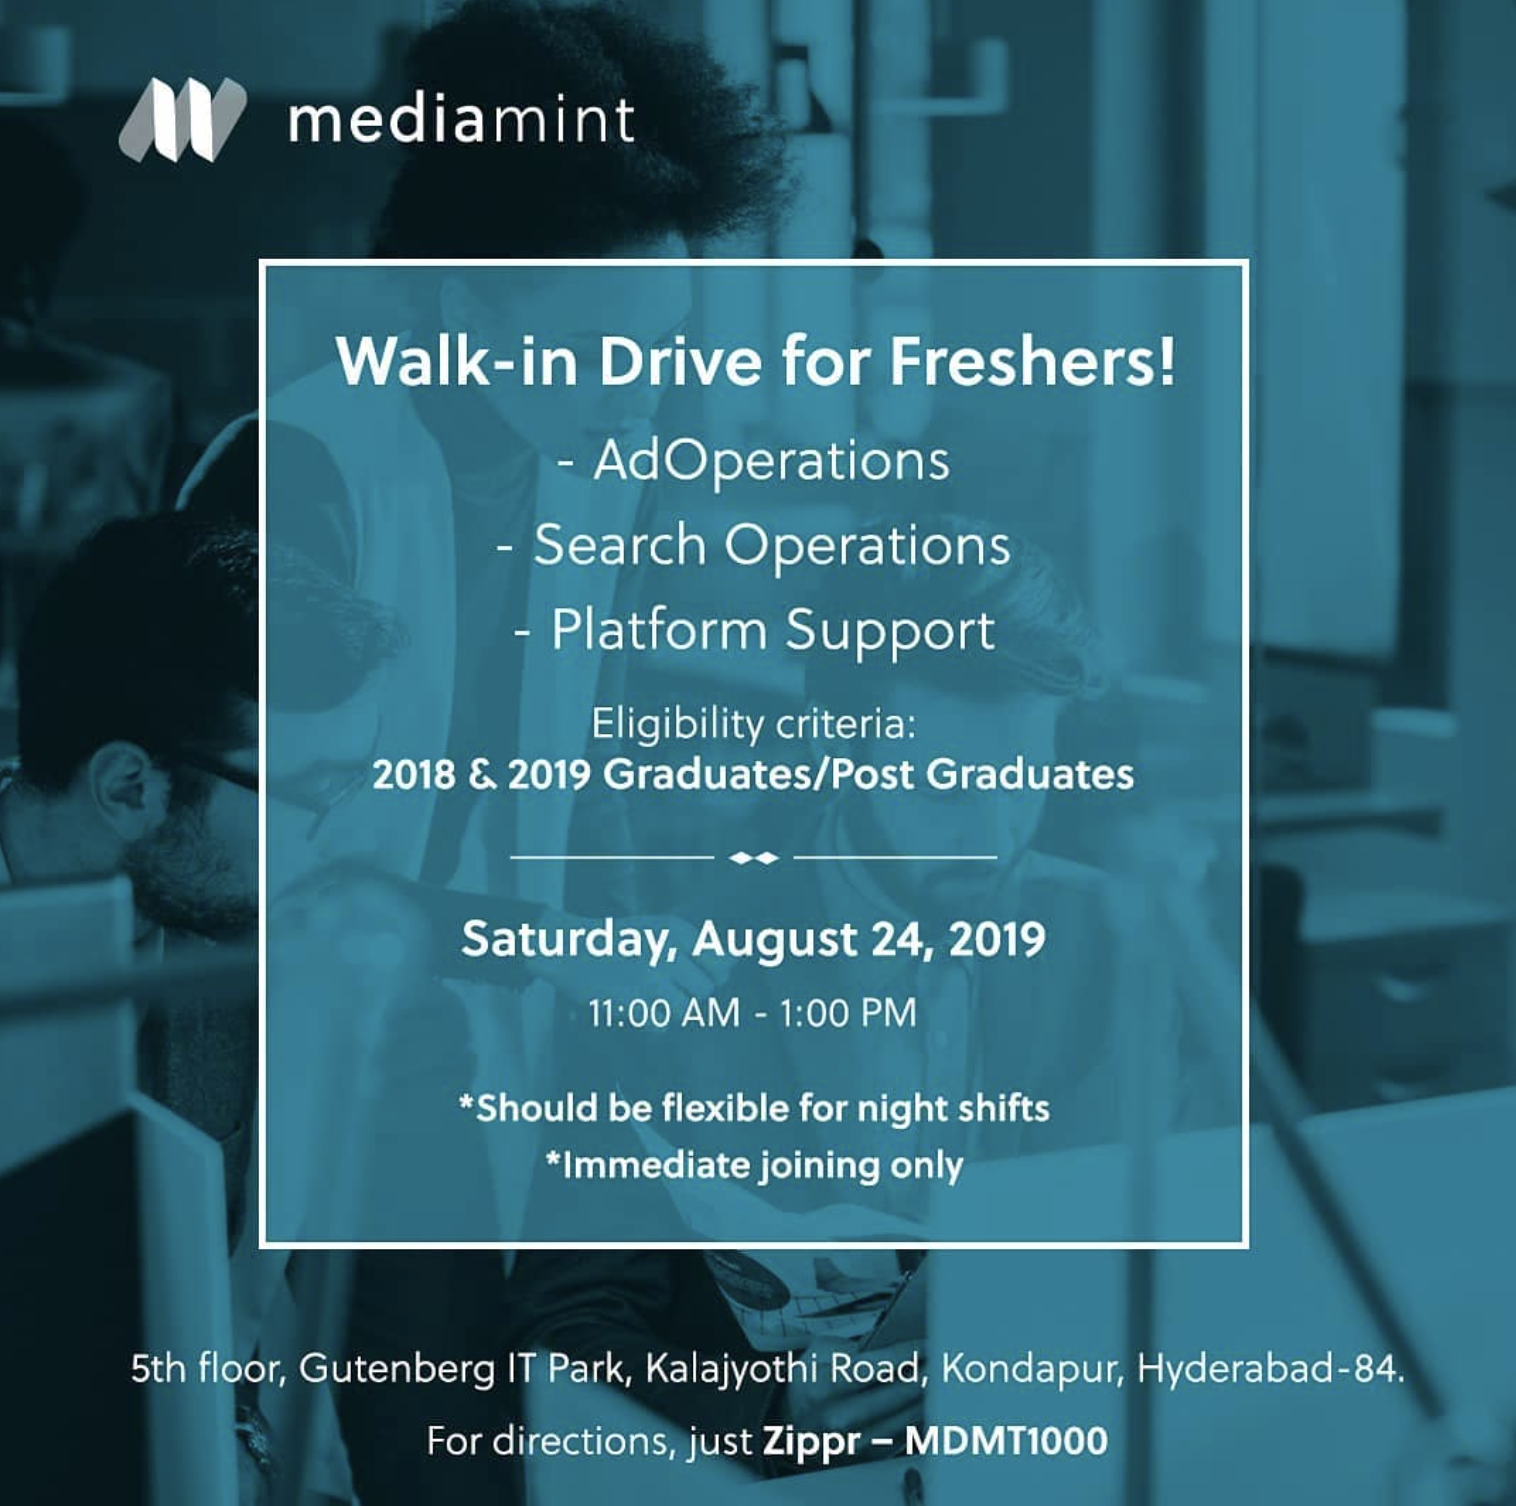 mediamint
Walk-in Drive for Freshers!
- AdOperations
- Search Operations
- Platform Support
Eligibility criteria:
2018 & 2019 Graduates/Post Graduates
Saturday, August 24, 2019
11:00 AM - 1:00 PM
*Should be flexible for night shifts
*Immediate joining only
5th floor, Gutenberg IT Park, Kalajyothi Road, Kondapur, Hyderabad-84.
For directions, just Zippr – MDMT1000